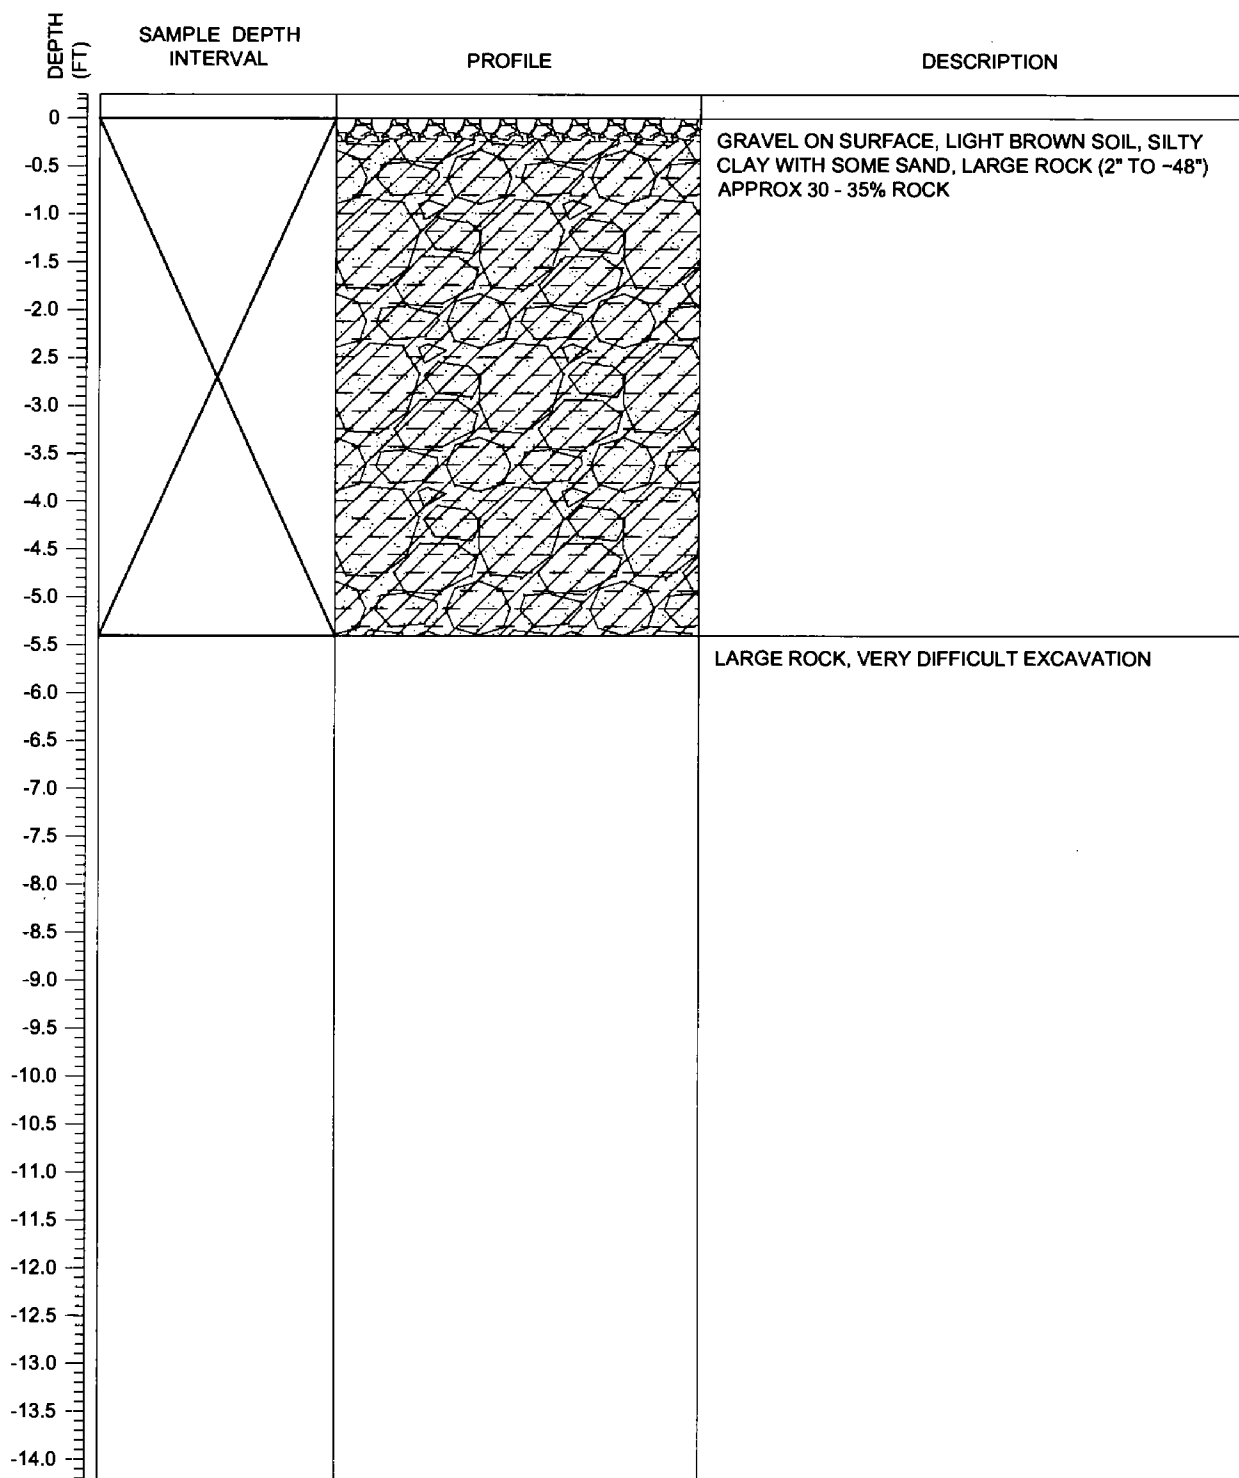 DEPTH
(FT)
SAMPLE DEPTH
INTERVAL
PROFILE
DESCRIPTION
0
-0.5
-1.0
-1.5
-2.0
2.5
-3.0
-3.5
-4.0
-4.5
-5.0
-5.5
-6.0
-6.5
-7.0
-7.5
-8.0
-8.5
-9.0
-9.5
-10.0
-10.5
-11.0
-11.5
-12.0
-12.5
-13.0
-13.5
-14.0
GRAVEL ON SURFACE, LIGHT BROWN SOIL, SILTY
CLAY WITH SOME SAND, LARGE ROCK (2" TO ~48")
APPROX 30 - 35% ROCK
LARGE ROCK, VERY DIFFICULT EXCAVATION